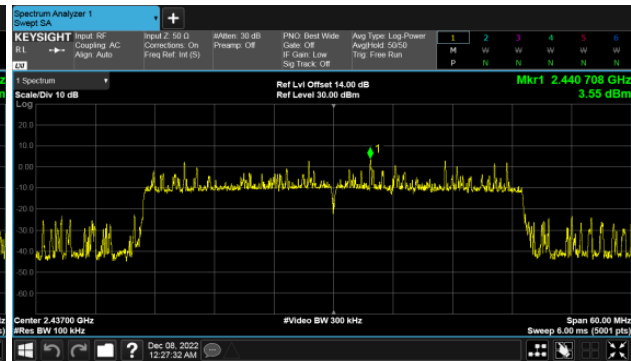 Spectrum Analyzer 1
Swept SA
+
KEYSIGHT
RL
Align: Auto
LXI
Input: RF
Coupling: AC
Input Z: 50 Ω
Corrections: On
Freq Ref: Int (S)
#Atten: 30 dB
Preamp: Off
PNO: Best Wide
Gate: Off
IF Gain: Low
Sig Track: Off
Avg Type: Log-Power
Avg|Hold: 50/50
Trig: Free Run
1 2 3 4 5 6
M W W W W W
P N N N N N
1 Spectrum
Scale/Div 10 dB
Log
Ref Lvl Offset 14.00 dB
Ref Level 30.00 dBm
Mkr1 2.440 708 GHz
3.55 dBm
20.0
10.0
0.00
-10.0
-20.0
-30.0
-40.0
-50.0
-60.0
1
Center 2.43700 GHz
#Res BW 100 kHz
#Video BW 300 kHz
Span 60.00 MHz
Sweep 6.00 ms (5001 pts)
?
Dec 08, 2022
12:27:32 AM